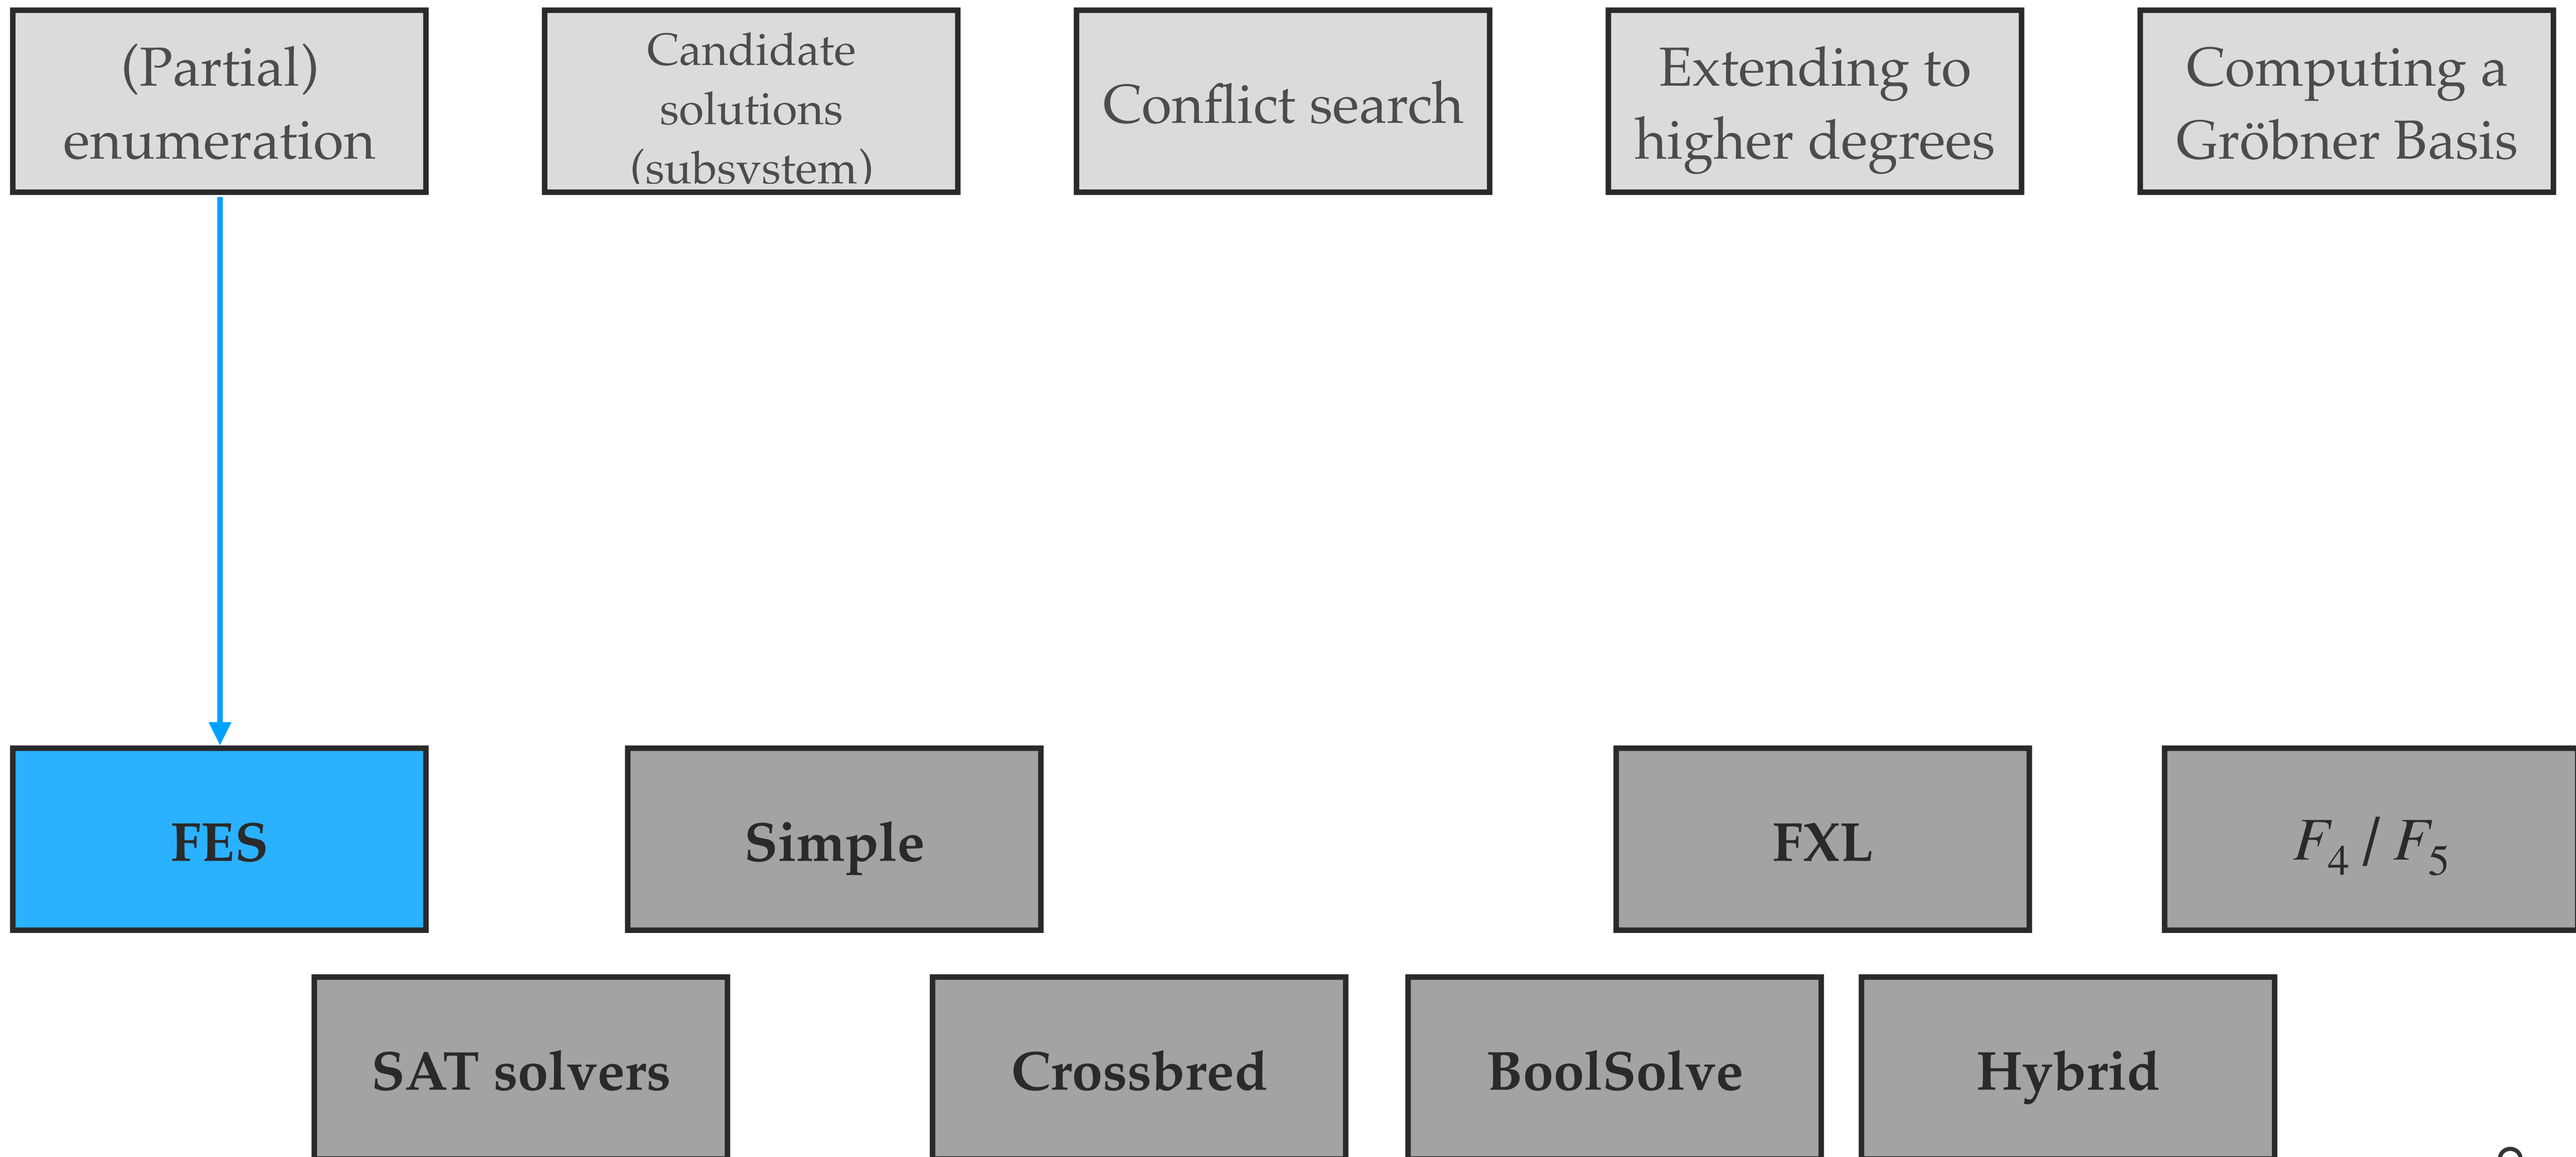 (Partial)
enumeration
Candidate
solutions
(subsystem)
Conflict search
Extending to
higher degrees
Computing a
Gröbner Basis
FES
Simple
FXL
F4 / F5
SAT solvers
Crossbred
BoolSolve
Hybrid